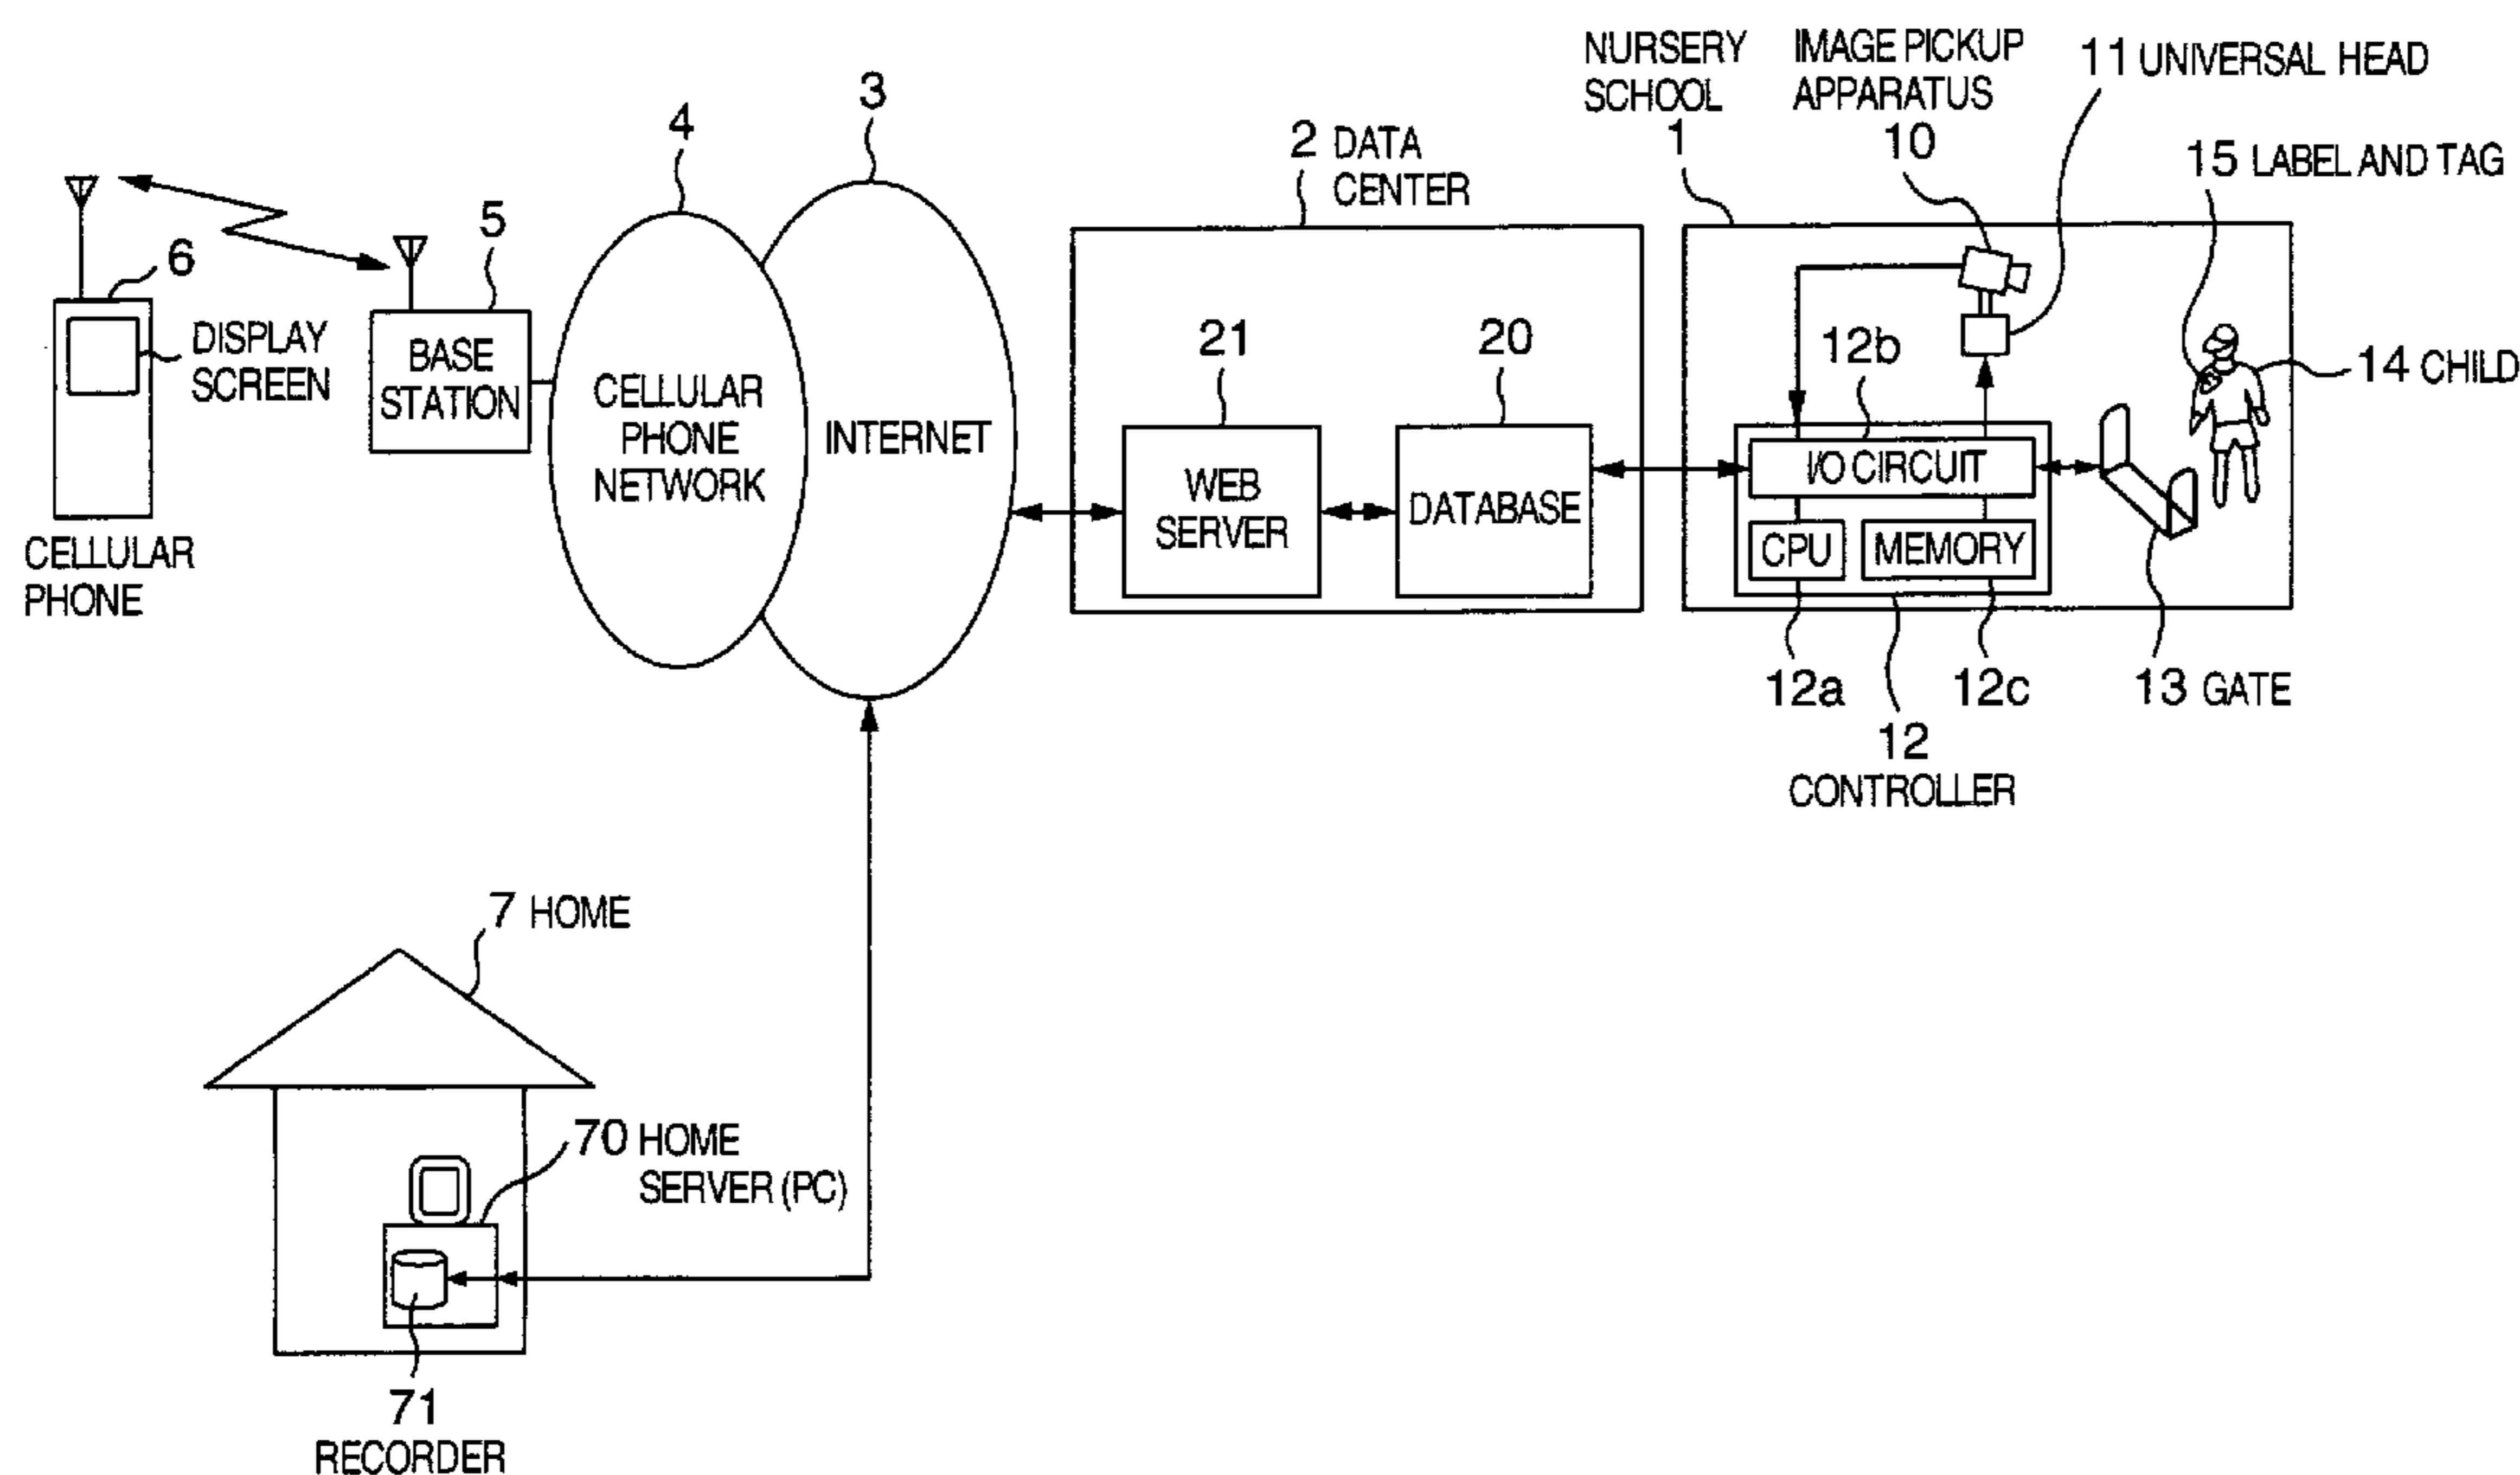 NURSERY
SCHOOL
1
IMAGE PICKUP
APPARATUS
10
11 UNIVERSAL HEAD
15 LABEL AND TAG
14 CHILD
2 DATA
CENTER
3
4
5
6
DISPLAY
SCREEN
BASE
STATION
CELLULAR
PHONE
CELLULAR
PHONE
NETWORK
INTERNET
21
WEB
SERVER
20
DATABASE
12b
I/O CIRCUIT
CPU
MEMORY
12a
12c
12
CONTROLLER
13 GATE
7 HOME
70 HOME
SERVER (PC)
71
RECORDER